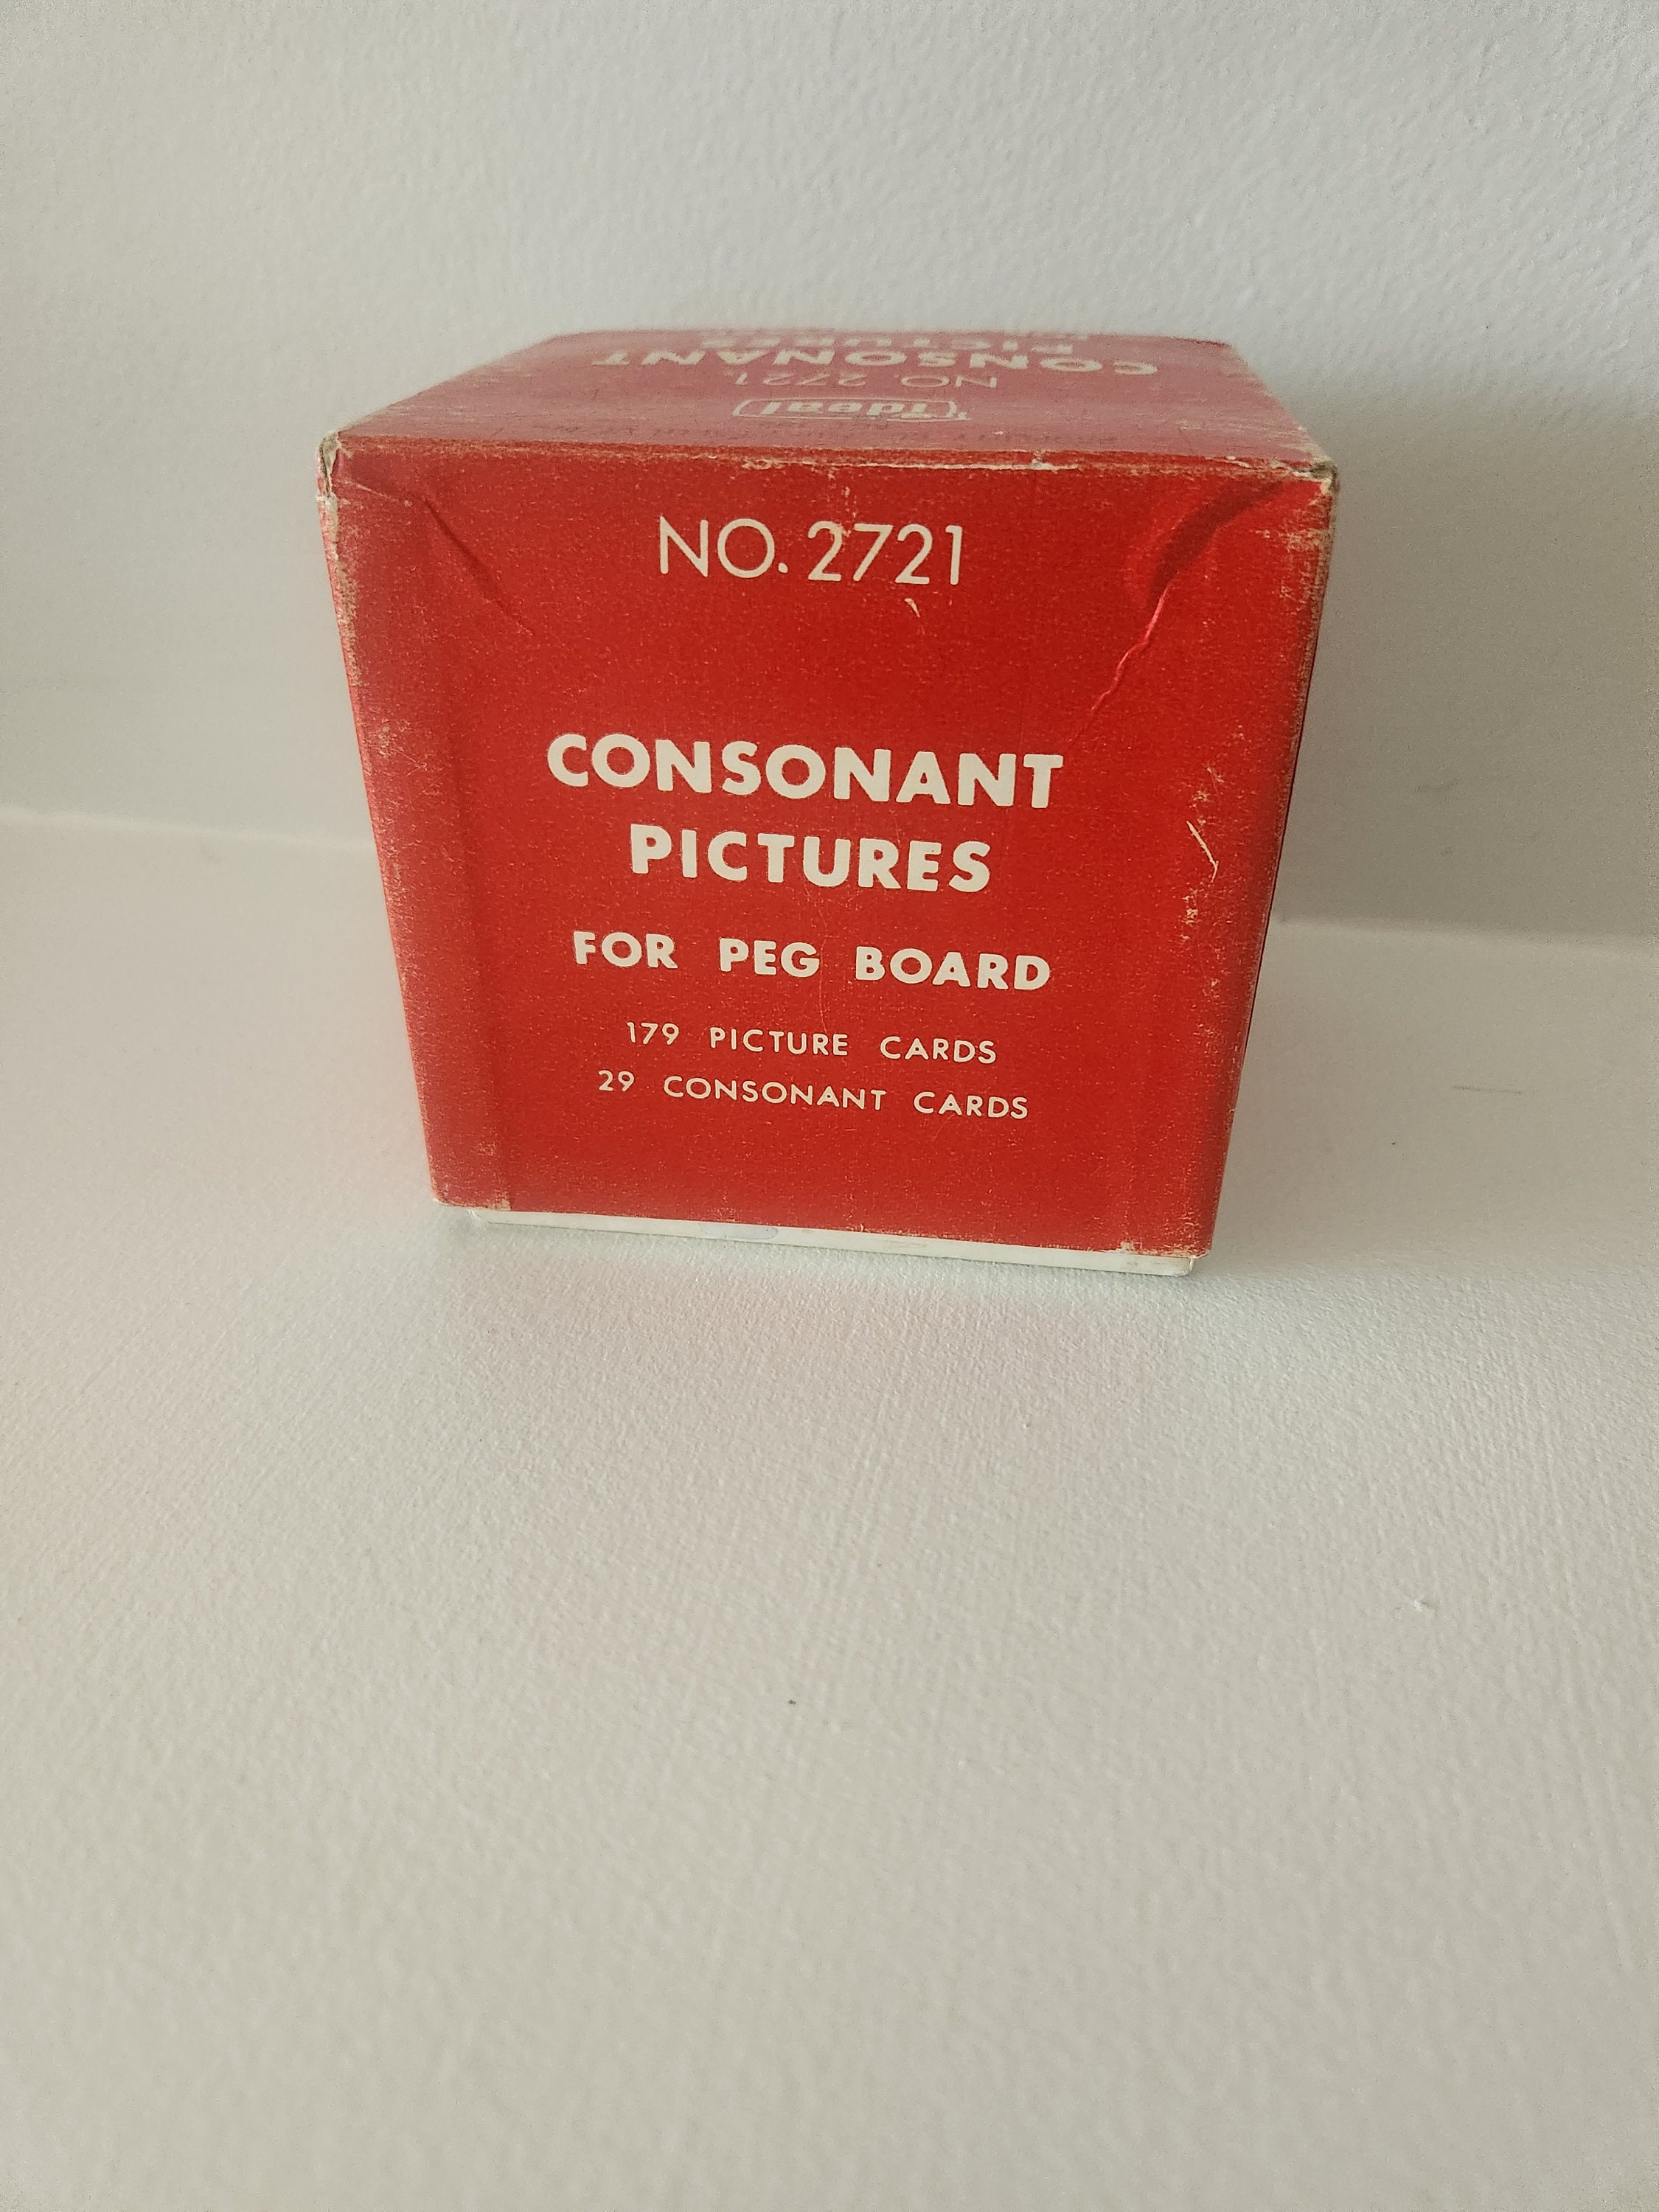 CONSONANT
NO. 2721
Ideal
NO. 2721
CONSONANT
PICTURES
FOR PEG BOARD
179 PICTURE CARDS
29 CONSONANT CARDS